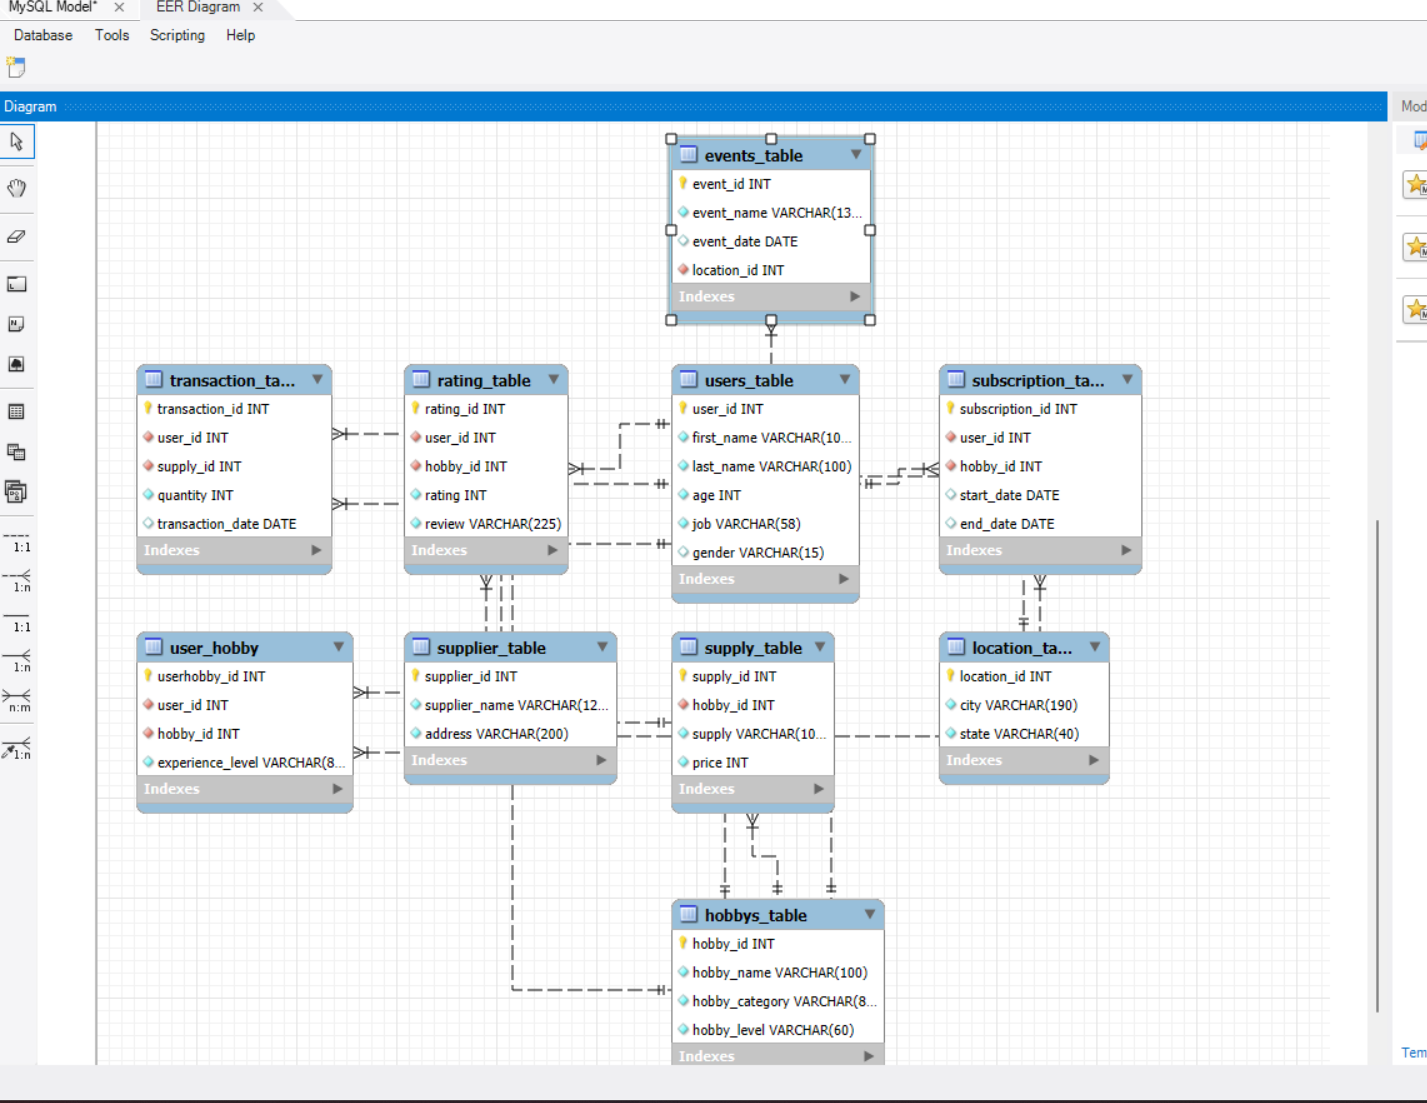 MySQL Model* × EER Diagram ×
Database Tools Scripting Help
Diagram
Mod
events_table
event_id INT
event_name VARCHAR(13...
event_date DATE
location_id INT
Indexes
transaction_ta...
transaction_id INT
user_id INT
supply_id INT
quantity INT
transaction_date DATE
Indexes
rating_table
rating_id INT
user_id INT
hobby_id INT
rating INT
review VARCHAR(225)
Indexes
users_table
user_id INT
first_name VARCHAR(10...
last_name VARCHAR(100)
age INT
job VARCHAR(58)
gender VARCHAR(15)
Indexes
subscription_ta...
subscription_id INT
user_id INT
hobby_id INT
start_date DATE
end_date DATE
Indexes
1:1
1:n
1:1
1:n
n:m
1:n
user_hobby
userhobby_id INT
user_id INT
hobby_id INT
experience_level VARCHAR(8...
Indexes
supplier_table
supplier_id INT
supplier_name VARCHAR(12...
address VARCHAR(200)
Indexes
supply_table
supply_id INT
hobby_id INT
supply VARCHAR(10...
price INT
Indexes
location_ta...
location_id INT
city VARCHAR(190)
state VARCHAR(40)
Indexes
hobbys_table
hobby_id INT
hobby_name VARCHAR(100)
hobby_category VARCHAR(8...
hobby_level VARCHAR(60)
Indexes
Tem